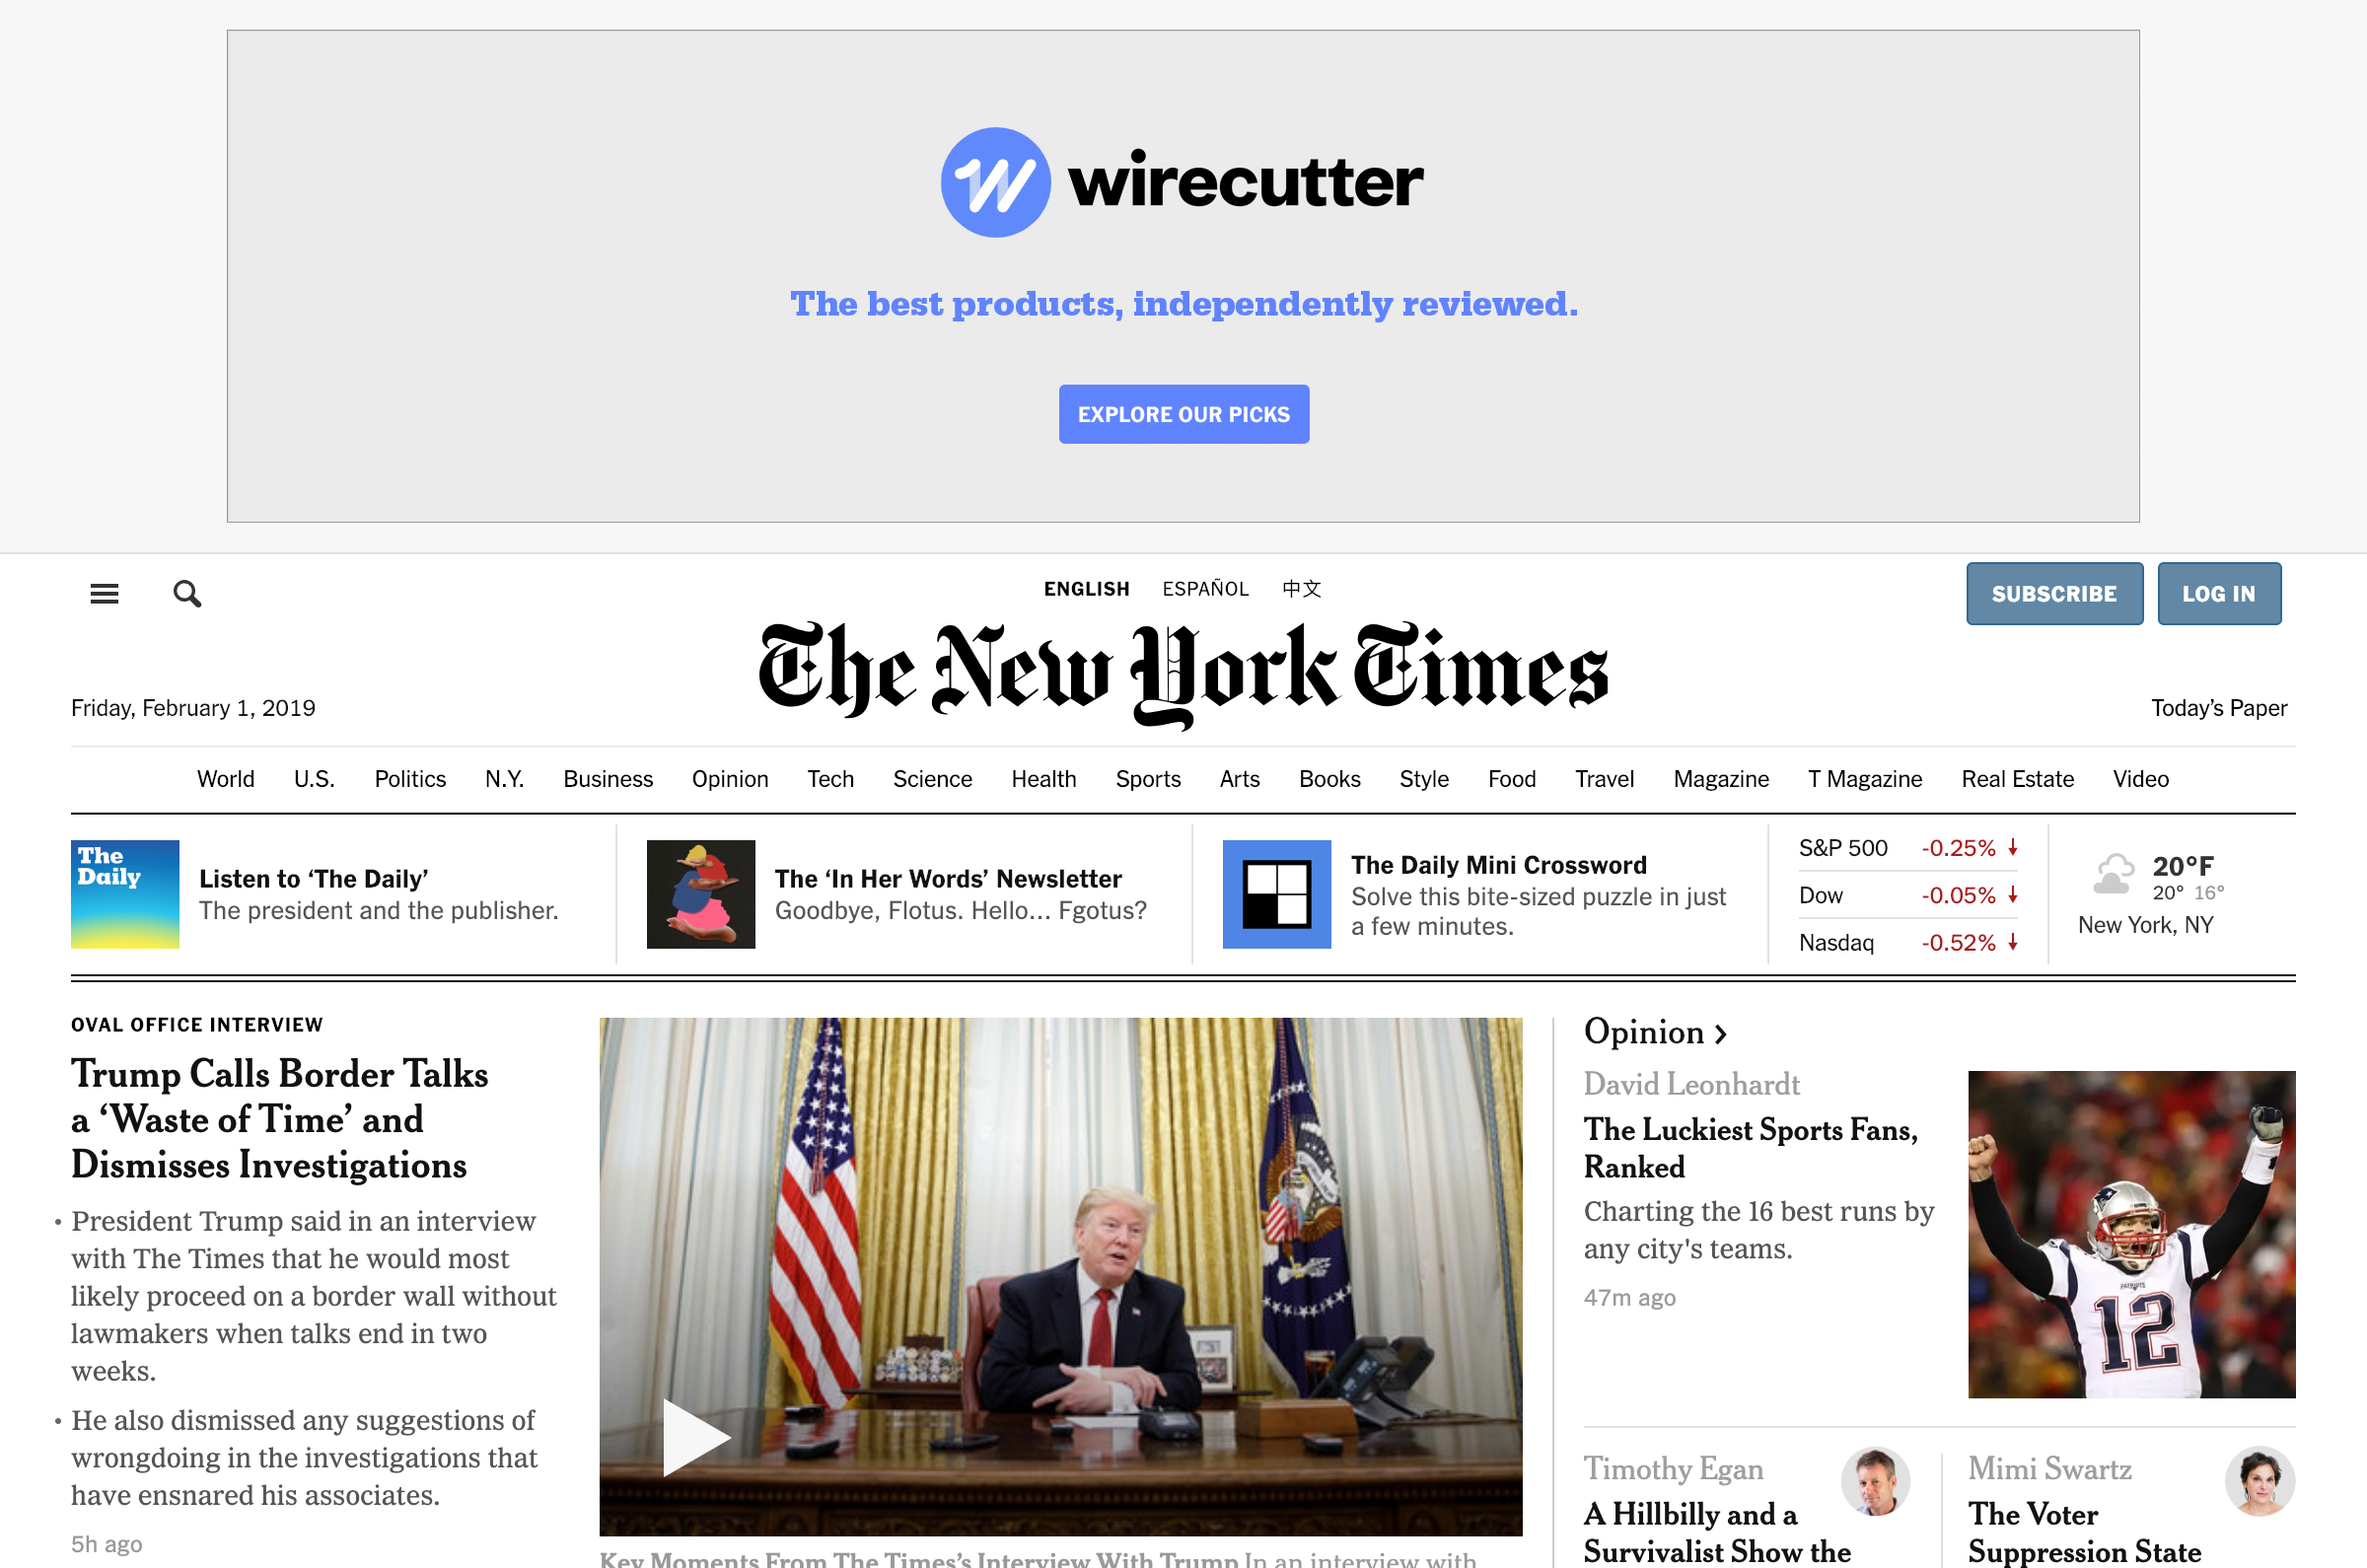 wirecutter
The best products, independently reviewed.
EXPLORE OUR PICKS
ENGLISH ESPAÑOL 中文
SUBSCRIBE LOG IN
The New York Times
Friday, February 1, 2019
Today’s Paper
World U.S. Politics N.Y. Business Opinion Tech Science Health Sports Arts Books Style Food Travel Magazine T Magazine Real Estate Video
The
Daily
Listen to ‘The Daily’
The president and the publisher.
The ‘In Her Words’ Newsletter
Goodbye, Flotus. Hello... Fgotus?
The Daily Mini Crossword
Solve this bite-sized puzzle in just
a few minutes.
S&P 500 -0.25%
Dow -0.05%
Nasdaq -0.52%
20°F
20° 16°
New York, NY
OVAL OFFICE INTERVIEW
Trump Calls Border Talks
a ‘Waste of Time’ and
Dismisses Investigations
• President Trump said in an interview
with The Times that he would most
likely proceed on a border wall without
lawmakers when talks end in two
weeks.
• He also dismissed any suggestions of
wrongdoing in the investigations that
have ensnared his associates.
5h ago
Key Moments From The Times’s Interview With Trump In an interview with
Opinion
David Leonhardt
The Luckiest Sports Fans,
Ranked
Charting the 16 best runs by
any city's teams.
47m ago
PATRIOTS
12
Timothy Egan
A Hillbilly and a
Survivalist Show the
Mimi Swartz
The Voter
Suppression State